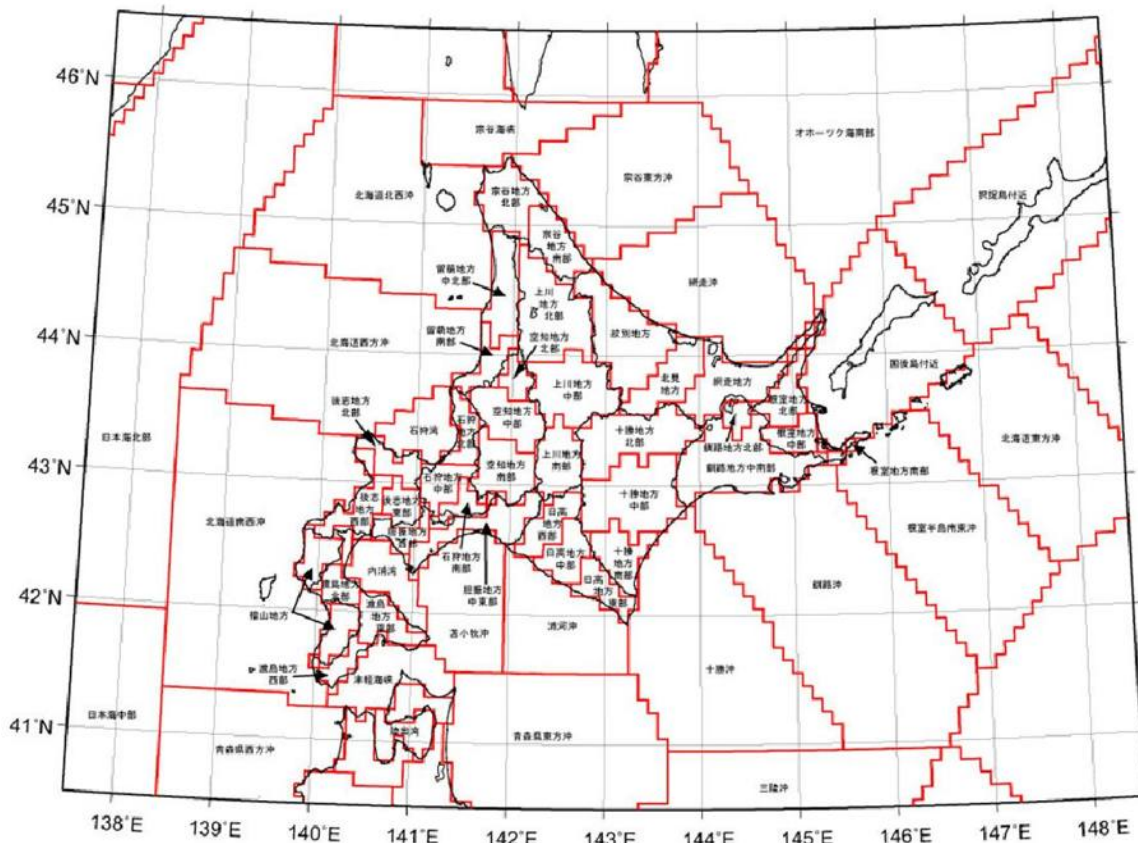 46°N
45°N
44°N
43°N
42°N
41°N
宗谷海峡
オホーツク海南部
北海道北西沖
宗谷地方
北部
宗谷東方沖
択捉島付近
宗谷
地方
南部
留萌地方
中北部
上川
地方
北部
網走沖
北海道西方沖
留萌地方
南部
空知地方
北部
紋別地方
国後島付近
上川地方
中部
北見
地方
網走地方
根室地方
北部
後志地方
北部
石狩湾
石狩
地方
北部
空知地方
中部
十勝地方
北部
釧路地方北部
根室地方
中部
北海道東方沖
日本海北部
石狩地方
中部
空知地方
南部
上川地方
南部
釧路地方中南部
根室地方南部
十勝地方
中部
北海道南西沖
後志
地方
西部
後志地方
東部
胆振地方
西部
石狩地方
南部
日高
地方
西部
日高地方
中部
十勝
地方
南部
根室半島南東沖
内浦湾
渡島地方
北部
胆振地方
中東部
日高
地方
東部
釧路沖
檜山地方
渡島
地方
東部
苫小牧沖
浦河沖
十勝沖
渡島地方
西部
津軽海峡
日本海中部
青森県西方沖
陸奥湾
青森県東方沖
三陸沖
138°E
139°E
140°E
141°E
142°E
143°E
144°E
145°E
146°E
147°E
148°E